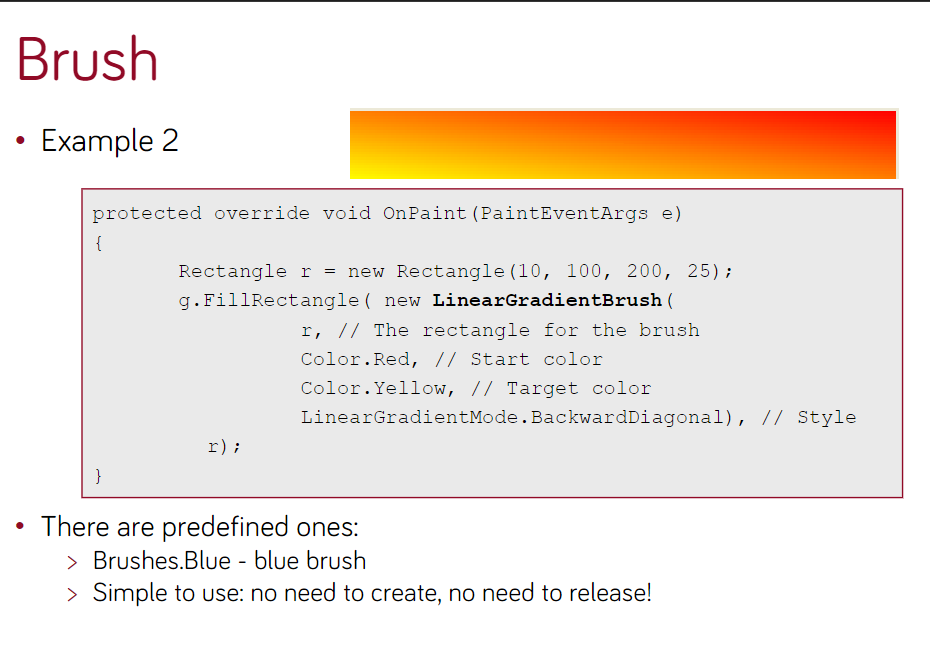 Brush
• Example 2
protected override void OnPaint(PaintEventArgs e)
{
Rectangle r = new Rectangle(10, 100, 200, 25);
g.FillRectangle( new LinearGradientBrush(
r, // The rectangle for the brush
Color.Red, // Start color
Color.Yellow, // Target color
LinearGradientMode.BackwardDiagonal), // Style
r);
}
• There are predefined ones:
> Brushes.Blue - blue brush
> Simple to use: no need to create, no need to release!